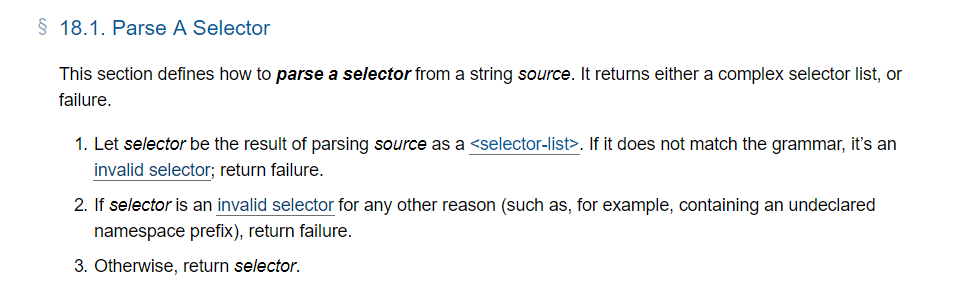 § 18.1. Parse A Selector
This section defines how to parse a selector from a string source. It returns either a complex selector list, or
failure.
1. Let selector be the result of parsing source as a <selector-list>. If it does not match the grammar, it’s an
invalid selector; return failure.
2. If selector is an invalid selector for any other reason (such as, for example, containing an undeclared
namespace prefix), return failure.
3. Otherwise, return selector.